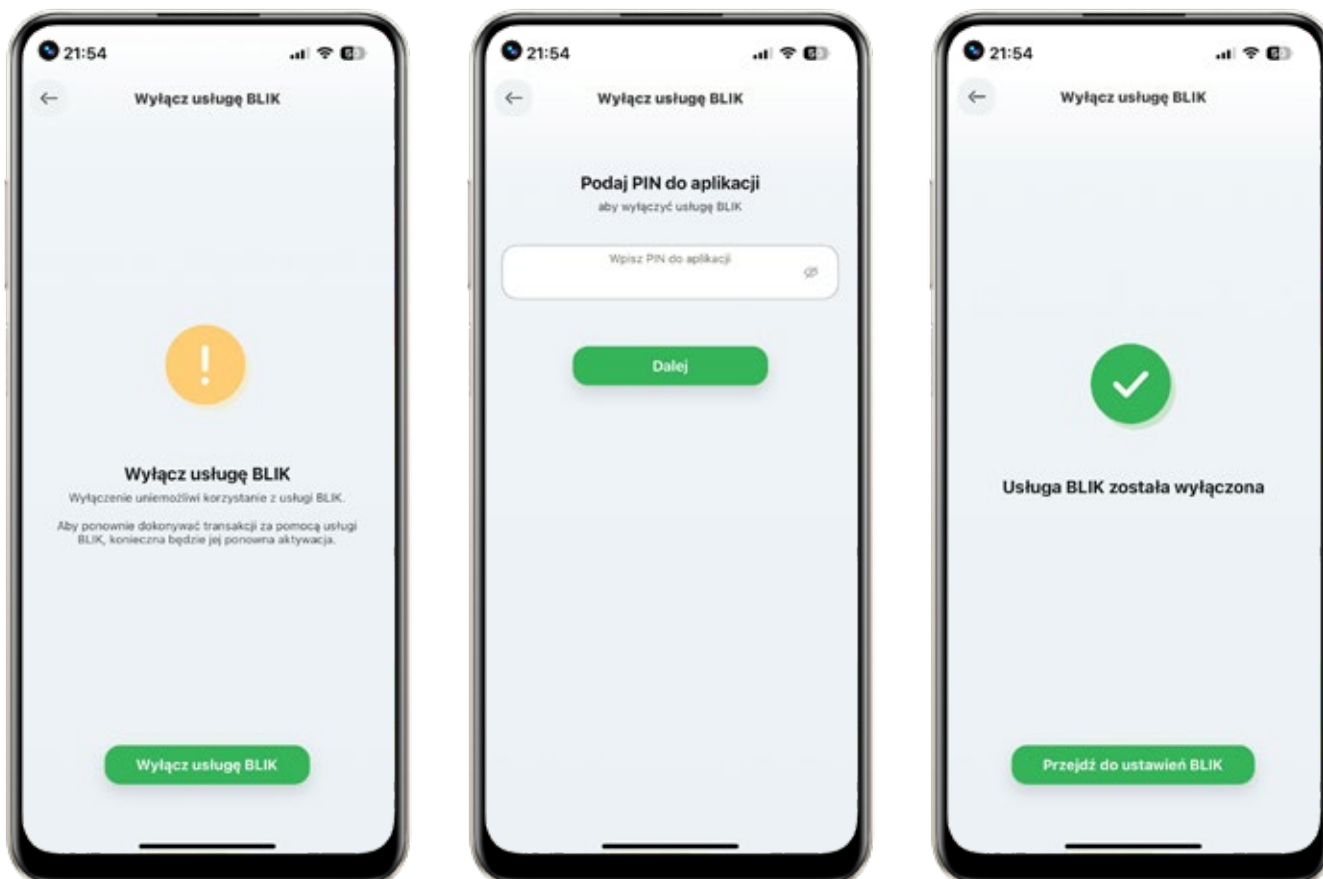 21:54
Wyłącz usługę BLIK
Wyłącz usługę BLIK
Wyłączenie uniemożliwi korzystanie z usługi BLIK.
Aby ponownie dokonywać transakcji za pomocą usługi
BLIK, konieczna będzie jej ponowna aktywacja.
Wyłącz usługę BLIK
21:54
Wyłącz usługę BLIK
Podaj PIN do aplikacji
aby wyłączyć usługę BLIK
Wpisz PIN do aplikacji
Dalej
21:54
Wyłącz usługę BLIK
Usługa BLIK została wyłączona
Przejdź do ustawień BLIK